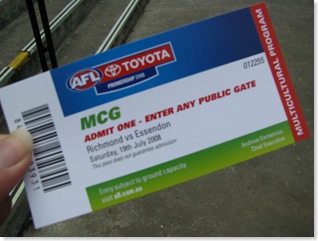 AFL TOYOTA
PREMIERSHIP 2008
012255
MULTICULTURAL PROGRAM
MCG
ADMIT ONE - ENTER ANY PUBLIC GATE
Richmond vs Essendon
Saturday, 19th July 2008
This pass does not guarantee admission
Andrew Demetriou
Chief Executive
Entry subject to ground capacity
visit afl.com.au